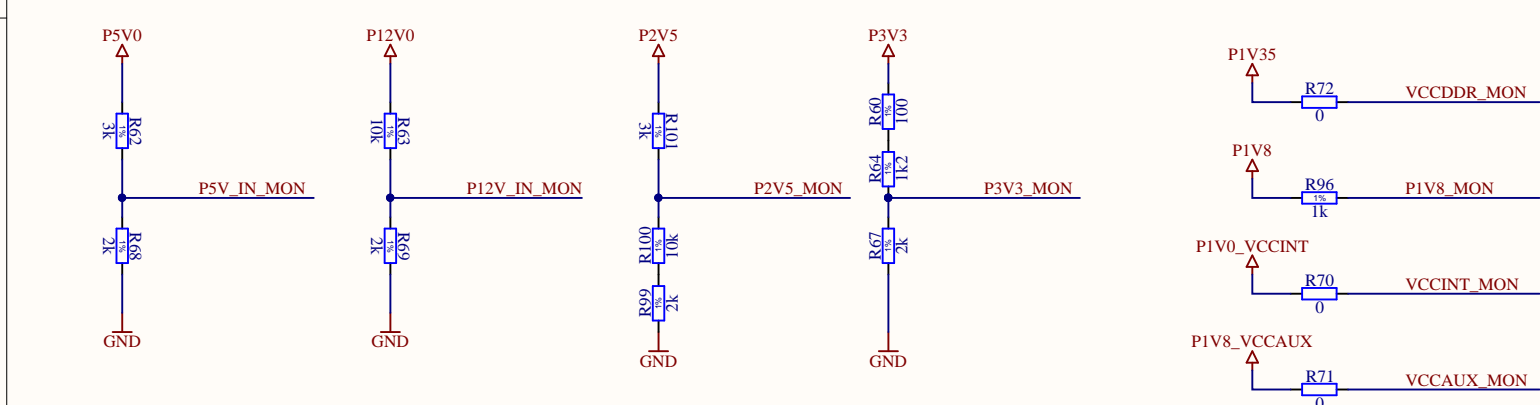 P5V0
R62
3k
1%
P5V_IN_MON
R68
2k
1%
GND
P12V0
R63
10k
1%
P12V_IN_MON
R69
2k
1%
GND
P2V5
R101
3k
1%
P2V5_MON
R100
10k
1%
R99
2k
1%
GND
P3V3
R60
100
1%
R64
1k2
1%
P3V3_MON
R67
2k
1%
GND
P1V35
R72
0
VCCDDR_MON
P1V8
R96
1%
1k
P1V8_MON
P1V0_VCCINT
R70
0
VCCINT_MON
P1V8_VCCAUX
R71
0
VCCAUX_MON